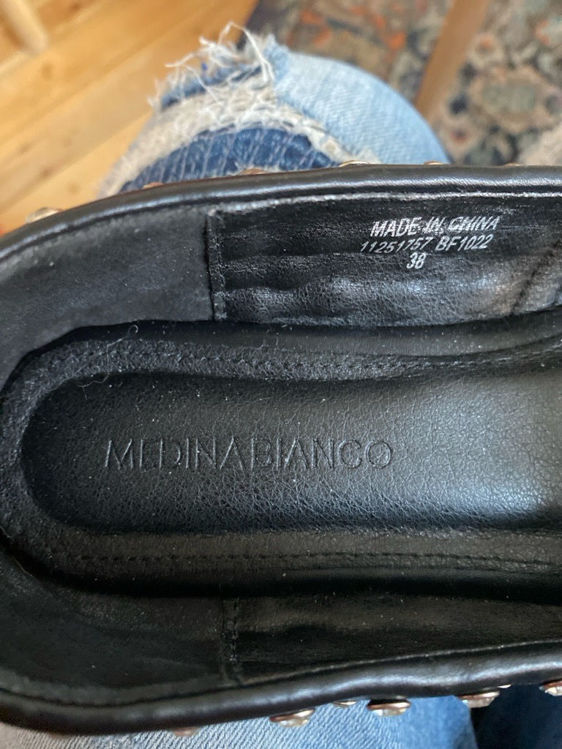 MADE IN CHINA
11251757 BF1022
38
MEDINA BIANCO